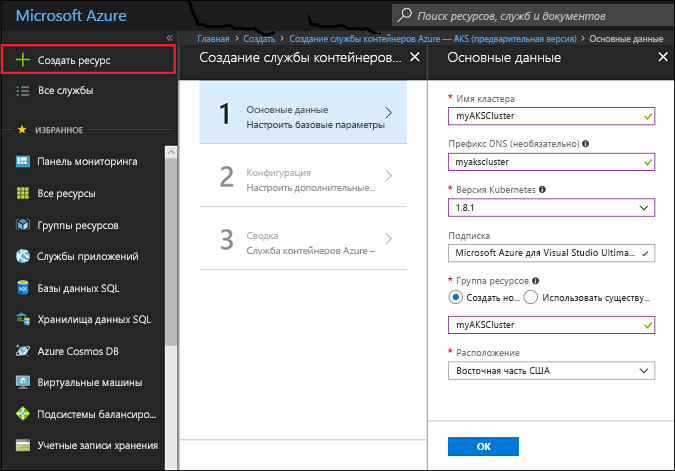 Microsoft Azure
Поиск ресурсов, служб и документов
Главная > Создать > Создание службы контейнеров Azure — AKS (предварительная версия) > Основные данные
Создать ресурс
Все службы
ИЗБРАННОЕ
Панель мониторинга
Все ресурсы
Группы ресурсов
Службы приложений
Базы данных SQL
Хранилища данных SQL
Azure Cosmos DB
Виртуальные машины
Подсистемы балансиро...
Учетные записи хранения
Создание службы контейнеров...
1
Основные данные
Настроить базовые параметры
2
Конфигурация
Настроить дополнительные...
3
Сводка
Служба контейнеров Azure –
Основные данные
* Имя кластера
myAKSCluster
Префикс DNS (необязательно)
myakscluster
* Версия Kubernetes
1.8.1
Подписка
Microsoft Azure для Visual Studio Ultima...
* Группа ресурсов
Создать но... Использовать существу...
myAKSCluster
* Расположение
Восточная часть США
ОК